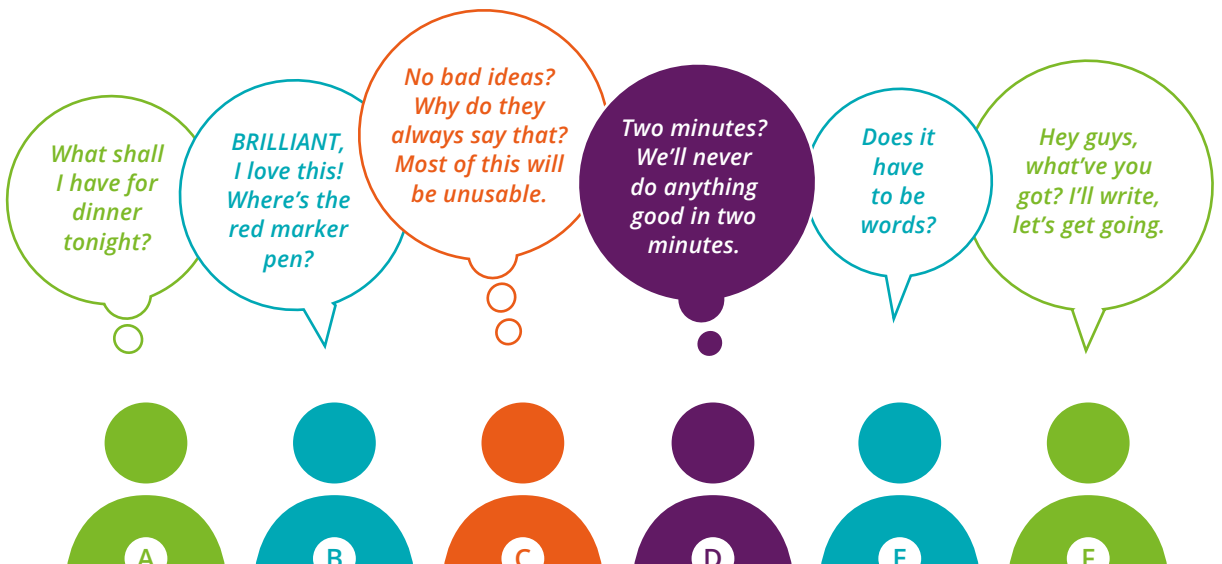 What shall
I have for
dinner
tonight?
BRILLIANT,
I love this!
Where's the
red marker
pen?
No bad ideas?
Why do they
always say that?
Most of this will
be unusable.
Two minutes?
We'll never
do anything
good in two
minutes.
Does it
have
to be
words?
Hey guys,
what've you
got? I'll write,
let's get going.
A
B
C
D